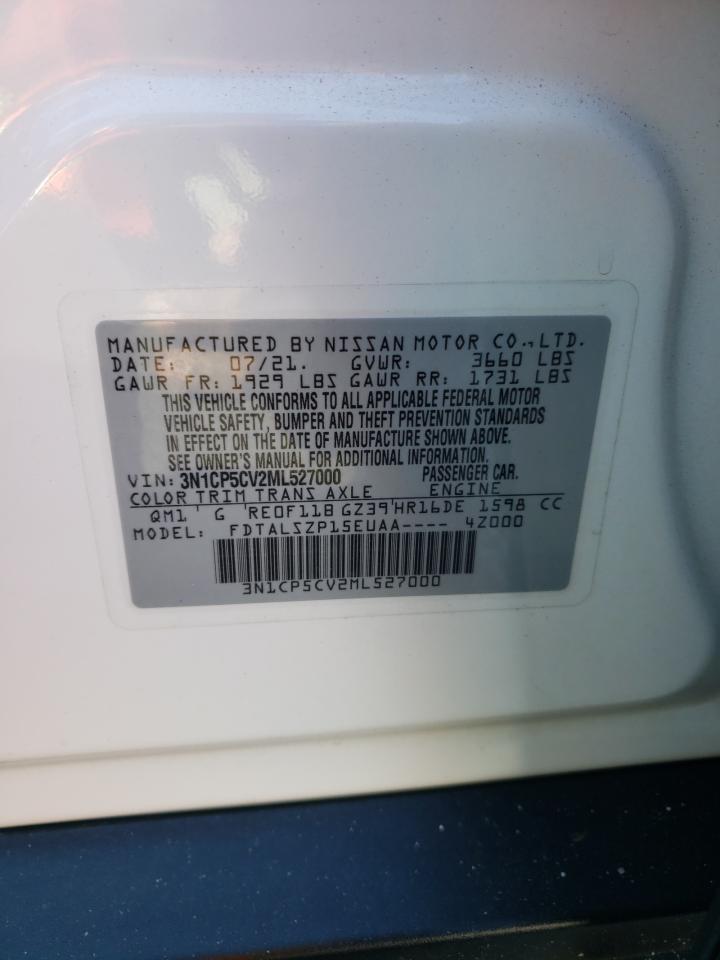 MANUFACTURED BY NISSAN MOTOR CO., LTD.
DATE: 07/21. GVWR: 3660 LBS
GAWR FR: 1929 LBS GAWR RR: 1731 LBS
THIS VEHICLE CONFORMS TO ALL APPLICABLE FEDERAL MOTOR
VEHICLE SAFETY, BUMPER AND THEFT PREVENTION STANDARDS
IN EFFECT ON THE DATE OF MANUFACTURE SHOWN ABOVE.
SEE OWNER'S MANUAL FOR ADDITIONAL INFORMATION.
VIN: 3N1CP5CV2ML527000 PASSENGER CAR.
COLOR TRIM TRANS AXLE ENGINE
QM1 G RE0F11B GZ39 HR16DE 1598 CC
MODEL: FDTALSZP15EUAA---- 4Z000
3N1CP5CV2ML527000